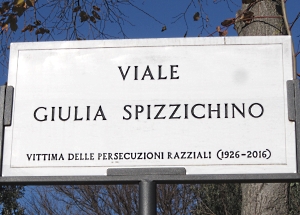 VIALE
GIULIA SPIZZICHINO
VITTIMA DELLE PERSECUZIONI RAZZIALI (1926-2016)